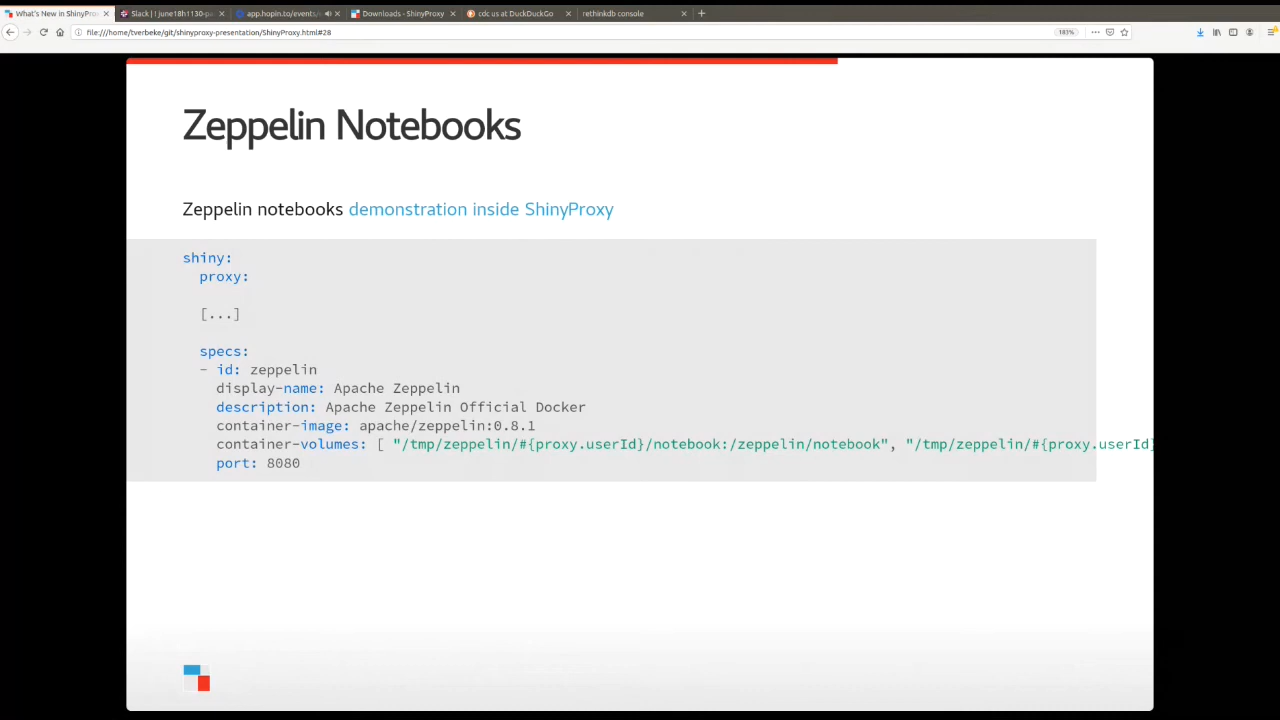 What's New in ShinyPro
Slack | ! june18h1130-p
app.hopin.to/events/
Downloads - ShinyProxy
cdc us at DuckDuckGo
rethinkdb console
file:///home/tverbeke/git/shinyproxy-presentation/ShinyProxy.html#28
183%
Zeppelin Notebooks
Zeppelin notebooks demonstration inside ShinyProxy
shiny:
proxy:
[...]
specs:
- id: zeppelin
display-name: Apache Zeppelin
description: Apache Zeppelin Official Docker
container-image: apache/zeppelin:0.8.1
container-volumes: [ "/tmp/zeppelin/#{proxy.userId}/notebook:/zeppelin/notebook", "/tmp/zeppelin/#{proxy.userId}
port: 8080